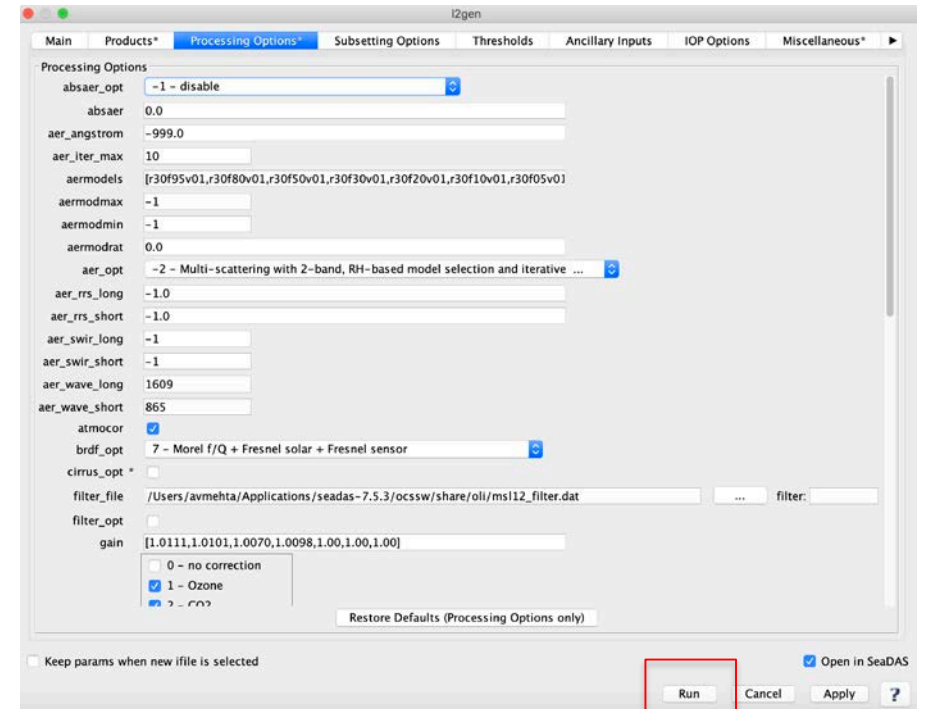 l2gen
Main Products* Processing Options* Subsetting Options Thresholds Ancillary Inputs IOP Options Miscellaneous*
Processing Options
absaer_opt -1 - disable
absaer 0.0
aer_angstrom -999.0
aer_iter_max 10
aermodels [r30f95v01,r30f80v01,r30f50v01,r30f30v01,r30f20v01,r30f10v01,r30f05v01
aermodmax -1
aermodmin -1
aermodrat 0.0
aer_opt -2 - Multi-scattering with 2-band, RH-based model selection and iterative ...
aer_rrs_long -1.0
aer_rrs_short -1.0
aer_swir_long -1
aer_swir_short -1
aer_wave_long 1609
aer_wave_short 865
atmocor
brdf_opt 7 - Morel f/Q + Fresnel solar + Fresnel sensor
cirrus_opt *
filter_file /Users/avmehta/Applications/seadas-7.5.3/ocssw/share/oli/msl12_filter.dat ... filter:
filter_opt
gain [1.0111,1.0101,1.0070,1.0098,1.00,1.00,1.00]
0 - no correction
1 - Ozone
2 - CO2
Restore Defaults (Processing Options only)
Keep params when new ifile is selected Open in SeaDAS
Run Cancel Apply ?